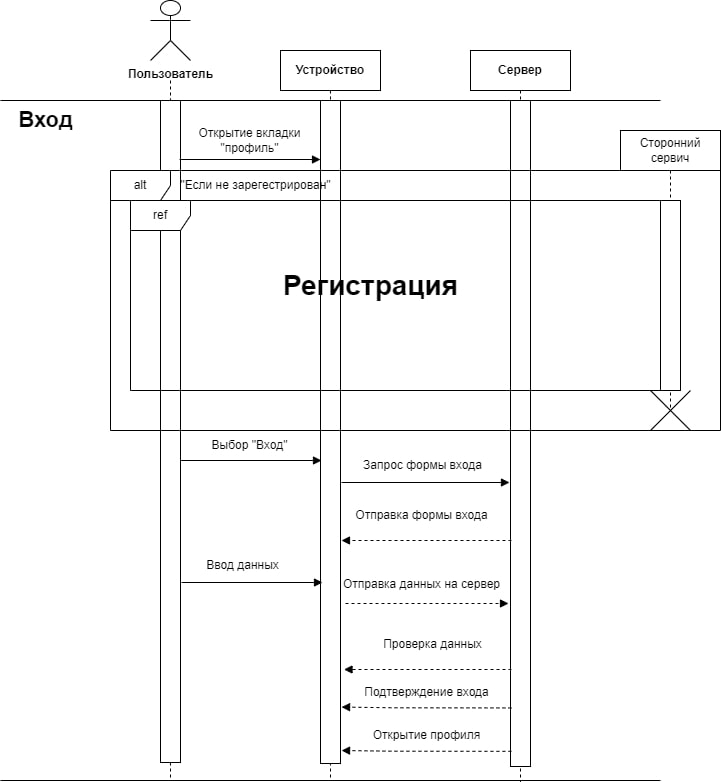 Пользователь
Устройство
Сервер
Вход
Открытие вкладки
"профиль"
Сторонний
сервич
alt
"Если не зарегестрирован"
ref
Регистрация
Выбор "Вход"
Запрос формы входа
Отправка формы входа
Ввод данных
Отправка данных на сервер
Проверка данных
Подтверждение входа
Открытие профиля